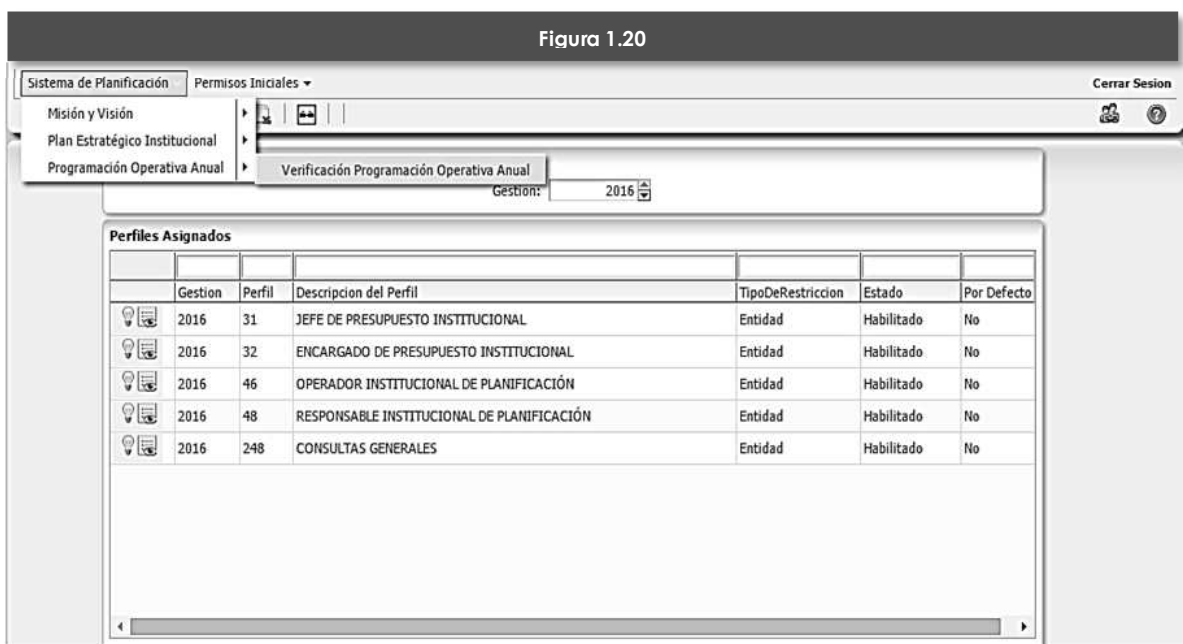 Figura 1.20
Sistema de Planificación Permisos Iniciales Cerrar Sesion
Misión y Visión
Plan Estratégico Institucional
Programación Operativa Anual Verificación Programación Operativa Anual
Gestion: 2016
Perfiles Asignados
Gestion Perfil Descripcion del Perfil TipoDeRestriccion Estado Por Defecto
2016 31 JEFE DE PRESUPUESTO INSTITUCIONAL Entidad Habilitado No
2016 32 ENCARGADO DE PRESUPUESTO INSTITUCIONAL Entidad Habilitado No
2016 46 OPERADOR INSTITUCIONAL DE PLANIFICACIÓN Entidad Habilitado No
2016 48 RESPONSABLE INSTITUCIONAL DE PLANIFICACIÓN Entidad Habilitado No
2016 248 CONSULTAS GENERALES Entidad Habilitado No